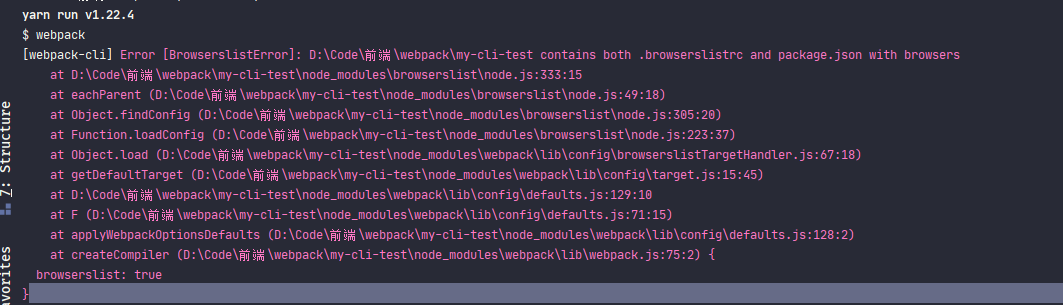 yarn run v1.22.4
$ webpack
[webpack-cli] Error [BrowserslistError]: D:\Code\前端\webpack\my-cli-test contains both .browserslistrc and package.json with browsers
at D:\Code\前端\webpack\my-cli-test\node_modules\browserslist\node.js:333:15
at eachParent (D:\Code\前端\webpack\my-cli-test\node_modules\browserslist\node.js:49:18)
at Object.findConfig (D:\Code\前端\webpack\my-cli-test\node_modules\browserslist\node.js:305:20)
at Function.loadConfig (D:\Code\前端\webpack\my-cli-test\node_modules\browserslist\node.js:223:37)
at Object.load (D:\Code\前端\webpack\my-cli-test\node_modules\webpack\lib\config\browserslistTargetHandler.js:67:18)
at getDefaultTarget (D:\Code\前端\webpack\my-cli-test\node_modules\webpack\lib\config\target.js:15:45)
at D:\Code\前端\webpack\my-cli-test\node_modules\webpack\lib\config\defaults.js:129:10
at F (D:\Code\前端\webpack\my-cli-test\node_modules\webpack\lib\config\defaults.js:71:15)
at applyWebpackOptionsDefaults (D:\Code\前端\webpack\my-cli-test\node_modules\webpack\lib\config\defaults.js:128:2)
at createCompiler (D:\Code\前端\webpack\my-cli-test\node_modules\webpack\lib\webpack.js:75:2) {
browserslist: true
}
7: Structure
avorites